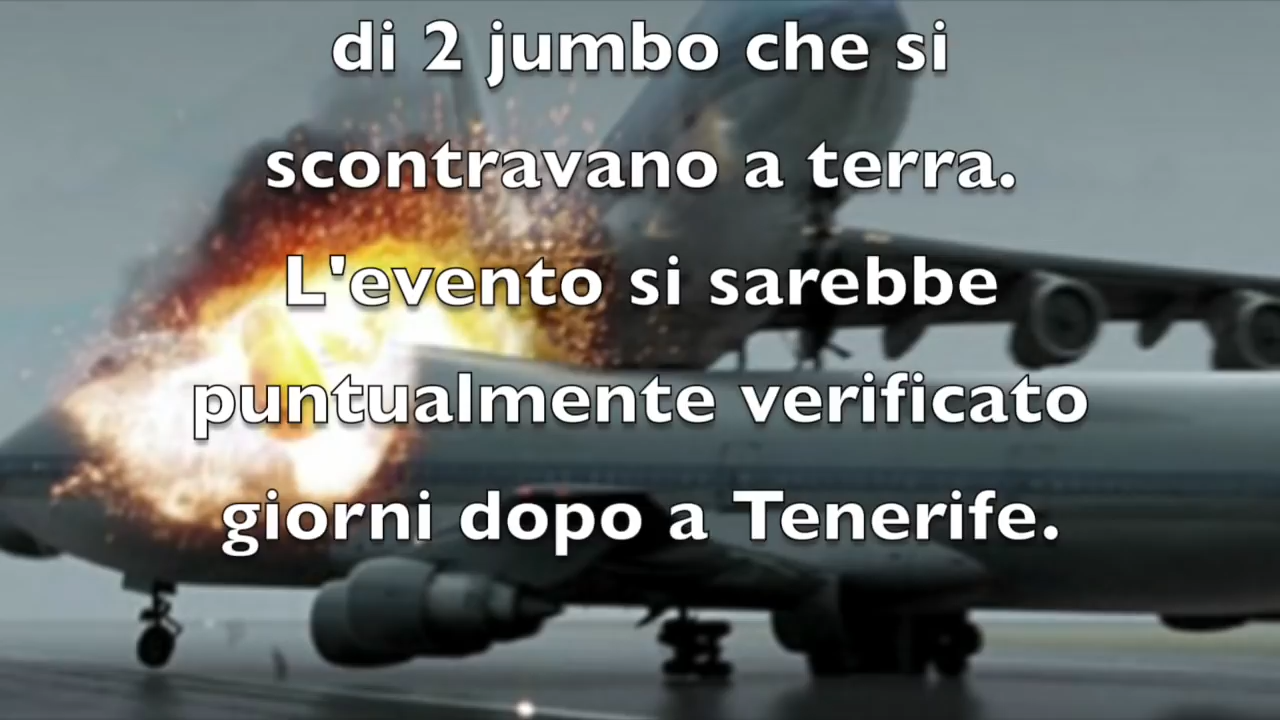 di 2 jumbo che si
scontravano a terra.
L'evento si sarebbe
puntualmente verificato
giorni dopo a Tenerife.